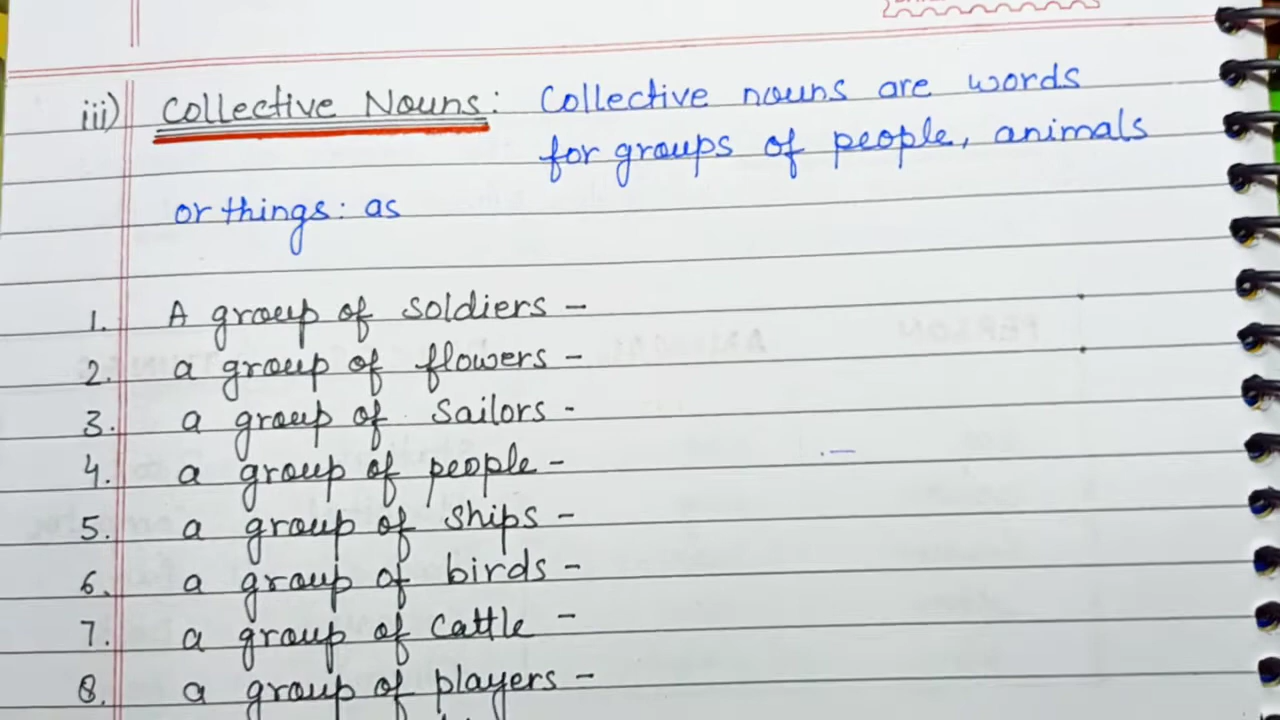 iii) Collective Nouns: Collective nouns are words
for groups of people, animals
or things: as
1. A group of soldiers -
2. a group of flowers -
3. a group of sailors -
4. a group of people -
5. a group of ships -
6. a group of birds -
7. a group of cattle -
8. a group of players -